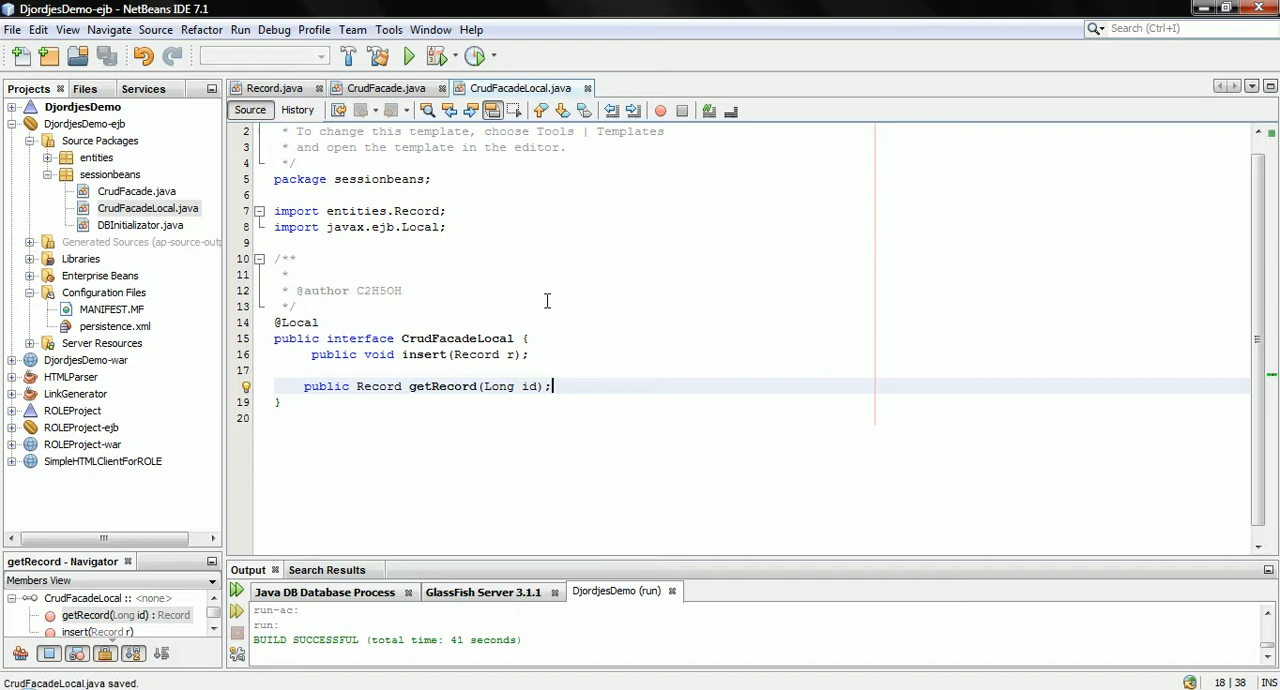 DjordjesDemo-ejb - NetBeans IDE 7.1
File Edit View Navigate Source Refactor Run Debug Profile Team Tools Window Help
Search (Ctrl+I)
Projects Files Services
Record.java CrudFacade.java CrudFacadeLocal.java
Source History
DjordjesDemo
DjordjesDemo-ejb
Source Packages
entities
sessionbeans
CrudFacade.java
CrudFacadeLocal.java
DBInitializator.java
Generated Sources (ap-source-outp
Libraries
Enterprise Beans
Configuration Files
MANIFEST.MF
persistence.xml
Server Resources
DjordjesDemo-war
HTMLParser
LinkGenerator
ROLEProject
ROLEProject-ejb
ROLEProject-war
SimpleHTMLClientForROLE
2 * To change this template, choose Tools | Templates
3 * and open the template in the editor.
4 */
5 package sessionbeans;
6
7 import entities.Record;
8 import javax.ejb.Local;
9
10 /**
11 *
12 * @author C2H5OH
13 */
14 @Local
15 public interface CrudFacadeLocal {
16 public void insert(Record r);
17
public Record getRecord(Long id);
19 }
20
getRecord - Navigator
Members View
CrudFacadeLocal :: <none>
getRecord(Long id) : Record
insert(Record r)
Output Search Results
Java DB Database Process GlassFish Server 3.1.1 DjordjesDemo (run)
run-ac:
run:
BUILD SUCCESSFUL (total time: 41 seconds)
CrudFacadeLocal.java saved.
18 | 38 INS